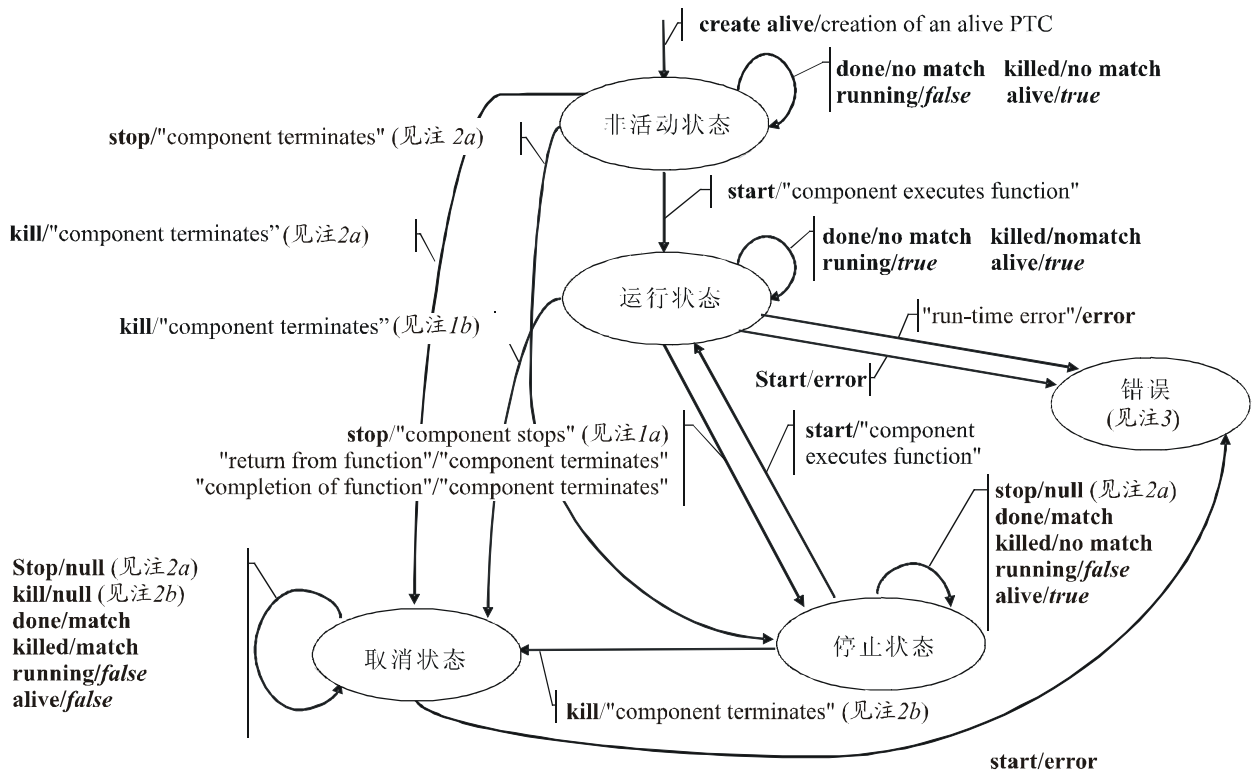 create alive/creation of an alive PTC
done/no match killed/no match
running/false alive/true
非活动状态
stop/"component terminates" (见注 2a)
start/"component executes function"
kill/"component terminates” (见注2a)
done/no match killed/nomatch
runing/true alive/true
运行状态
"run-time error"/error
kill/"component terminates” (见注1b)
Start/error
错误
(见注3)
stop/"component stops" (见注1a)
"return from function"/"component terminates"
"completion of function"/"component terminates"
start/"component
executes function"
stop/null (见注2a)
done/match
killed/no match
running/false
alive/true
Stop/null (见注2a)
kill/null (见注2b)
done/match
killed/match
running/false
alive/false
取消状态
停止状态
kill/"component terminates" (见注2b)
start/error